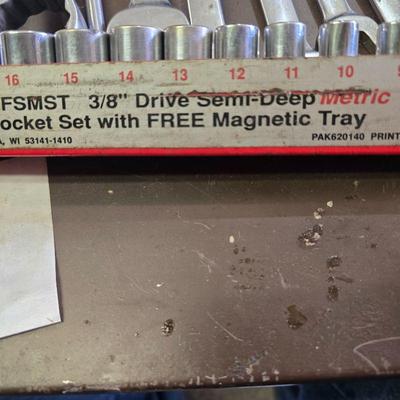 16 15 14 13 12 11 10
FSMST 3/8" Drive Semi-Deep Metric
ocket Set with FREE Magnetic Tray
A, WI 53141-1410 PAK620140 PRINT